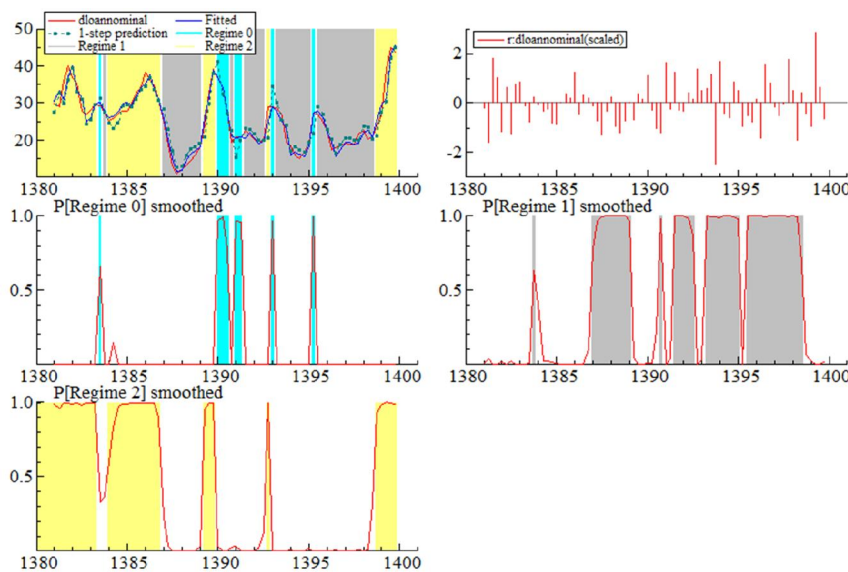 dloannominal Fitted
1-step prediction Regime 0
Regime 1 Regime 2
50
40
30
20
1380 1385 1390 1395 1400
r:dloannominal(scaled)
2
0
-2
1380 1385 1390 1395 1400
P[Regime 0] smoothed
1.0
0.5
1380 1385 1390 1395 1400
P[Regime 1] smoothed
1.0
0.5
1380 1385 1390 1395 1400
P[Regime 2] smoothed
1.0
0.5
1380 1385 1390 1395 1400